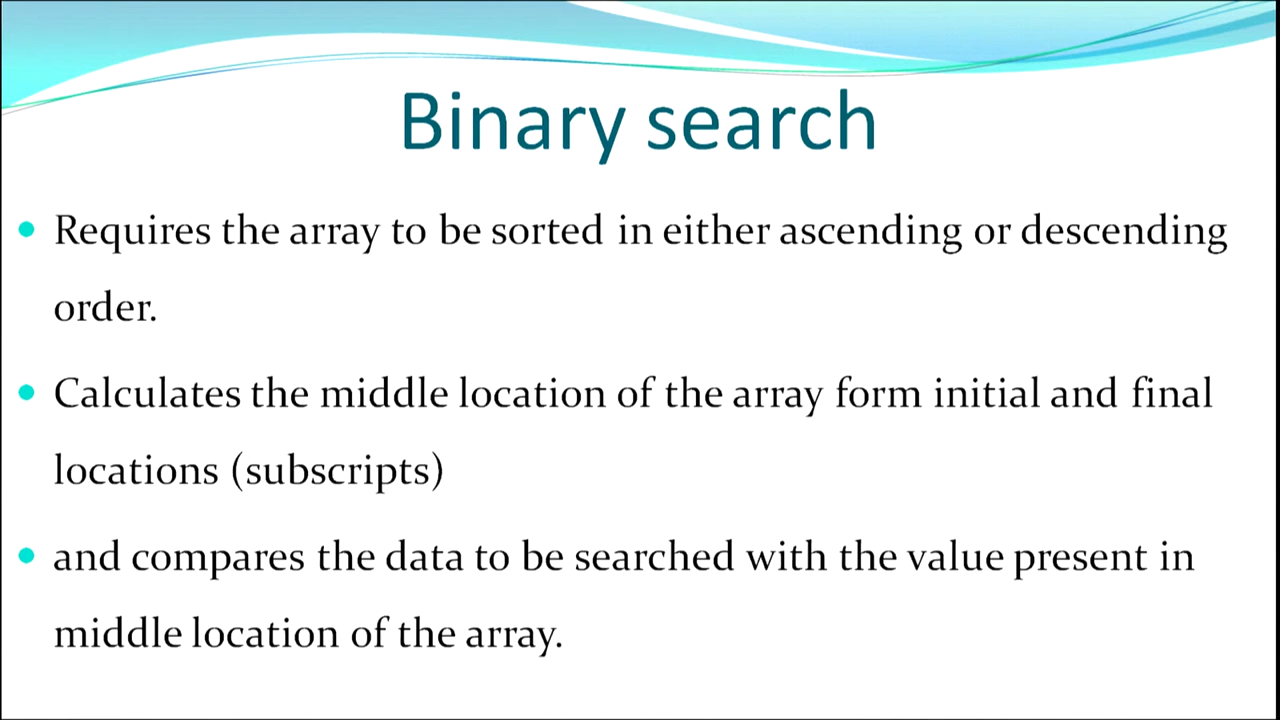 Binary search
• Requires the array to be sorted in either ascending or descending
order.
• Calculates the middle location of the array form initial and final
locations (subscripts)
• and compares the data to be searched with the value present in
middle location of the array.